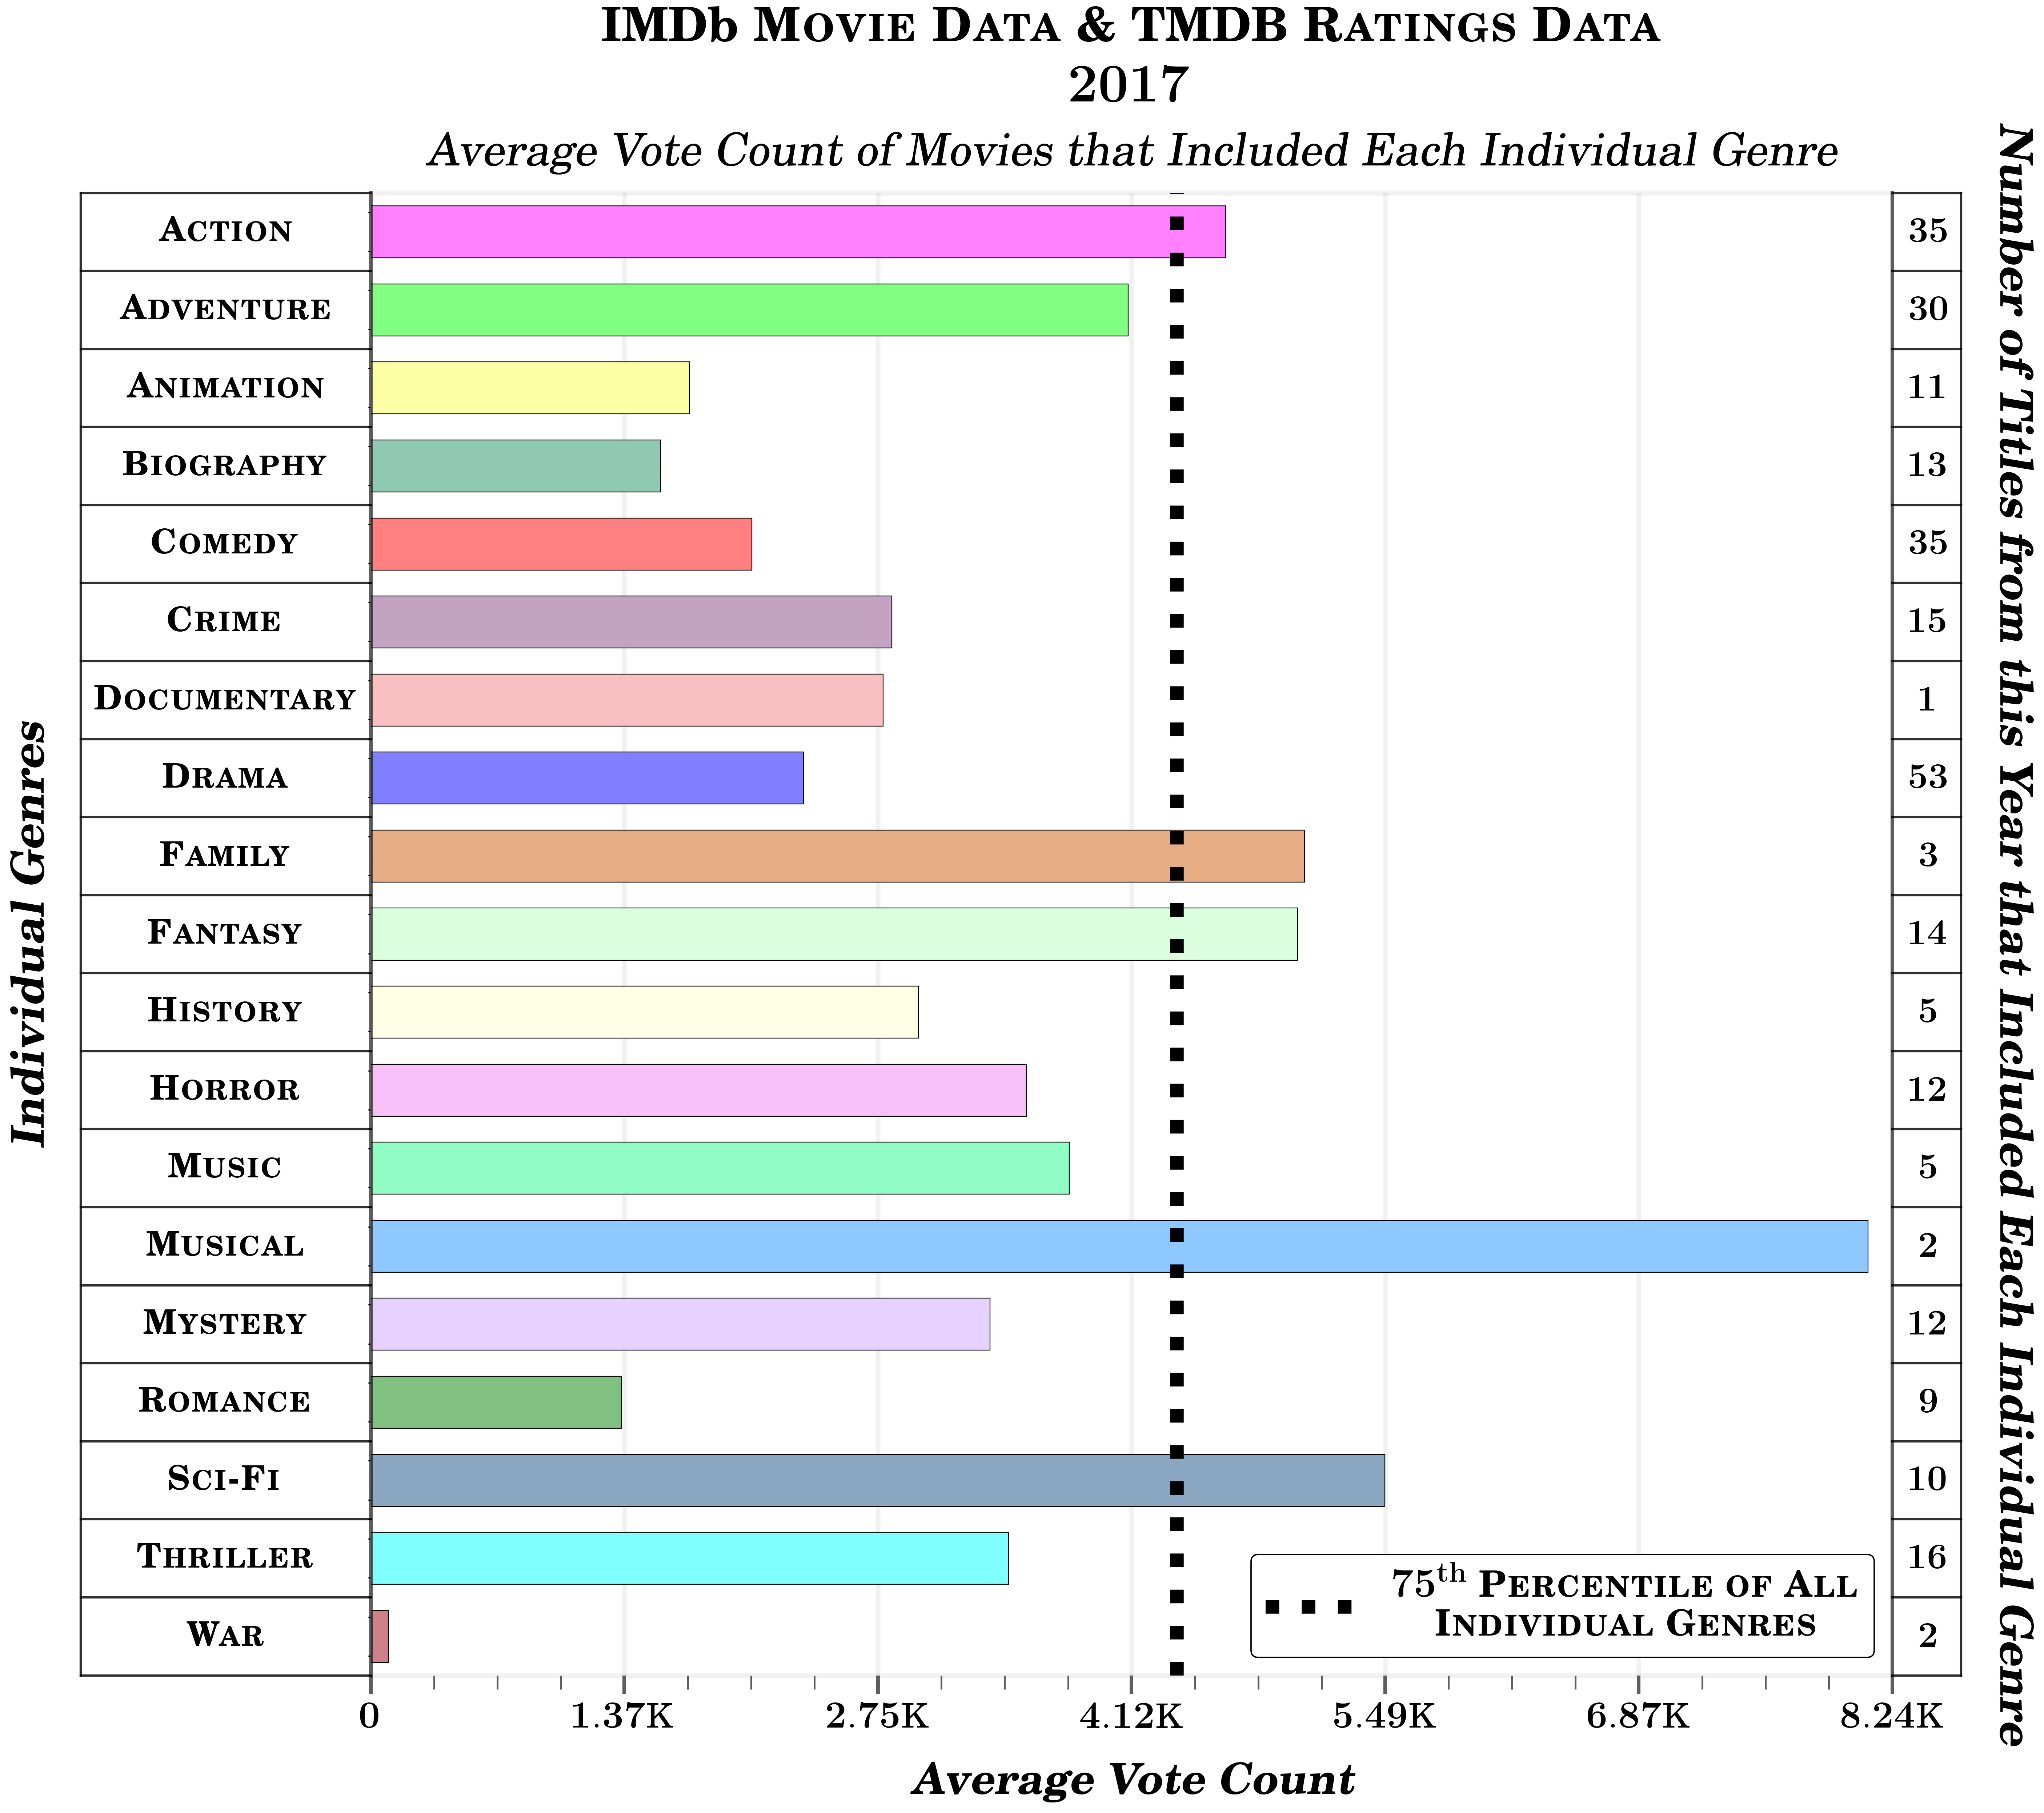 IMDb MOVIE DATA & TMDB RATINGS DATA
2017
Average Vote Count of Movies that Included Each Individual Genre
Individual Genres
ACTION 35
ADVENTURE 30
ANIMATION 11
BIOGRAPHY 13
COMEDY 35
CRIME 15
DOCUMENTARY 1
DRAMA 53
FAMILY 3
FANTASY 14
HISTORY 5
HORROR 12
MUSIC 5
MUSICAL 2
MYSTERY 12
ROMANCE 9
SCI-FI 10
THRILLER 16
WAR 2
Number of Titles from this Year that Included Each Individual Genre
75th PERCENTILE OF ALL
INDIVIDUAL GENRES
0 1.37K 2.75K 4.12K 5.49K 6.87K 8.24K
Average Vote Count